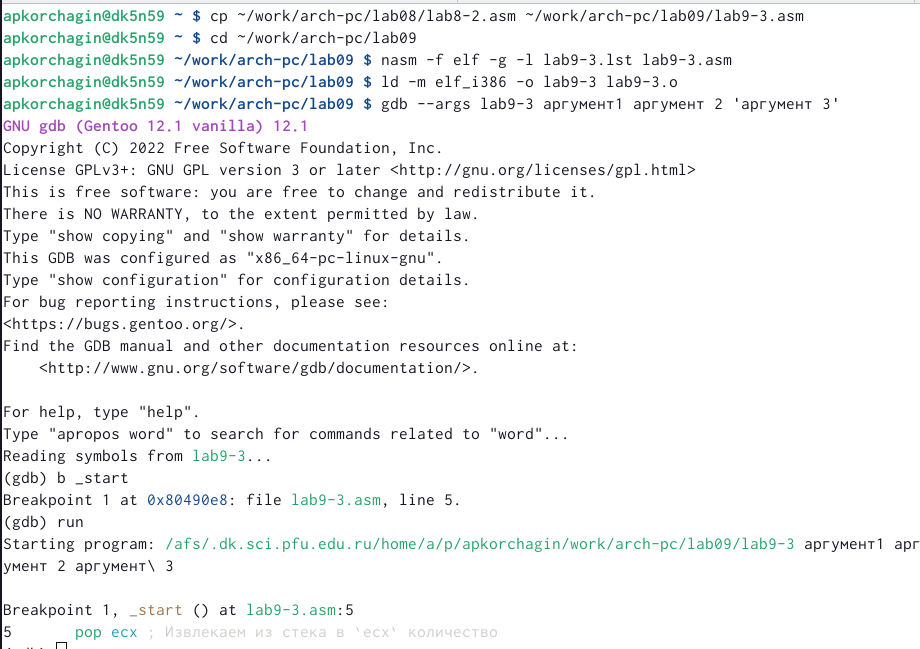 apkorchagin@dk5n59 ~ $ cp ~/work/arch-pc/lab08/lab8-2.asm ~/work/arch-pc/lab09/lab9-3.asm
apkorchagin@dk5n59 ~ $ cd ~/work/arch-pc/lab09
apkorchagin@dk5n59 ~/work/arch-pc/lab09 $ nasm -f elf -g -l lab9-3.lst lab9-3.asm
apkorchagin@dk5n59 ~/work/arch-pc/lab09 $ ld -m elf_i386 -o lab9-3 lab9-3.o
apkorchagin@dk5n59 ~/work/arch-pc/lab09 $ gdb --args lab9-3 аргумент1 аргумент 2 'аргумент 3'
GNU gdb (Gentoo 12.1 vanilla) 12.1
Copyright (C) 2022 Free Software Foundation, Inc.
License GPLv3+: GNU GPL version 3 or later <http://gnu.org/licenses/gpl.html>
This is free software: you are free to change and redistribute it.
There is NO WARRANTY, to the extent permitted by law.
Type "show copying" and "show warranty" for details.
This GDB was configured as "x86_64-pc-linux-gnu".
Type "show configuration" for configuration details.
For bug reporting instructions, please see:
<https://bugs.gentoo.org/>.
Find the GDB manual and other documentation resources online at:
    <http://www.gnu.org/software/gdb/documentation/>.

For help, type "help".
Type "apropos word" to search for commands related to "word"...
Reading symbols from lab9-3...
(gdb) b _start
Breakpoint 1 at 0x80490e8: file lab9-3.asm, line 5.
(gdb) run
Starting program: /afs/.dk.sci.pfu.edu.ru/home/a/p/apkorchagin/work/arch-pc/lab09/lab9-3 аргумент1 арг
умент 2 аргумент\ 3

Breakpoint 1, _start () at lab9-3.asm:5
5       pop ecx ; Извлекаем из стека в `ecx` количество